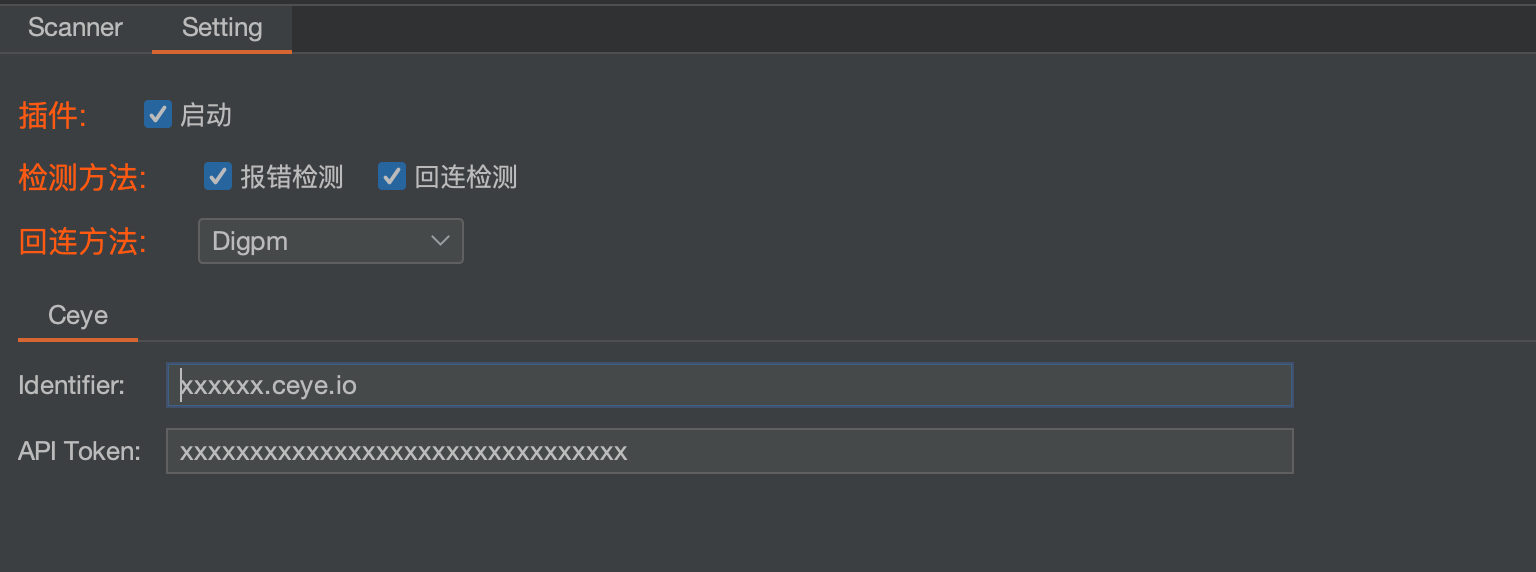 Scanner Setting
插件: 启动
检测方法: 报错检测 回连检测
回连方法: Digpm
Ceye
Identifier: xxxxxx.ceye.io
API Token: xxxxxxxxxxxxxxxxxxxxxxxxxxxxxxxx